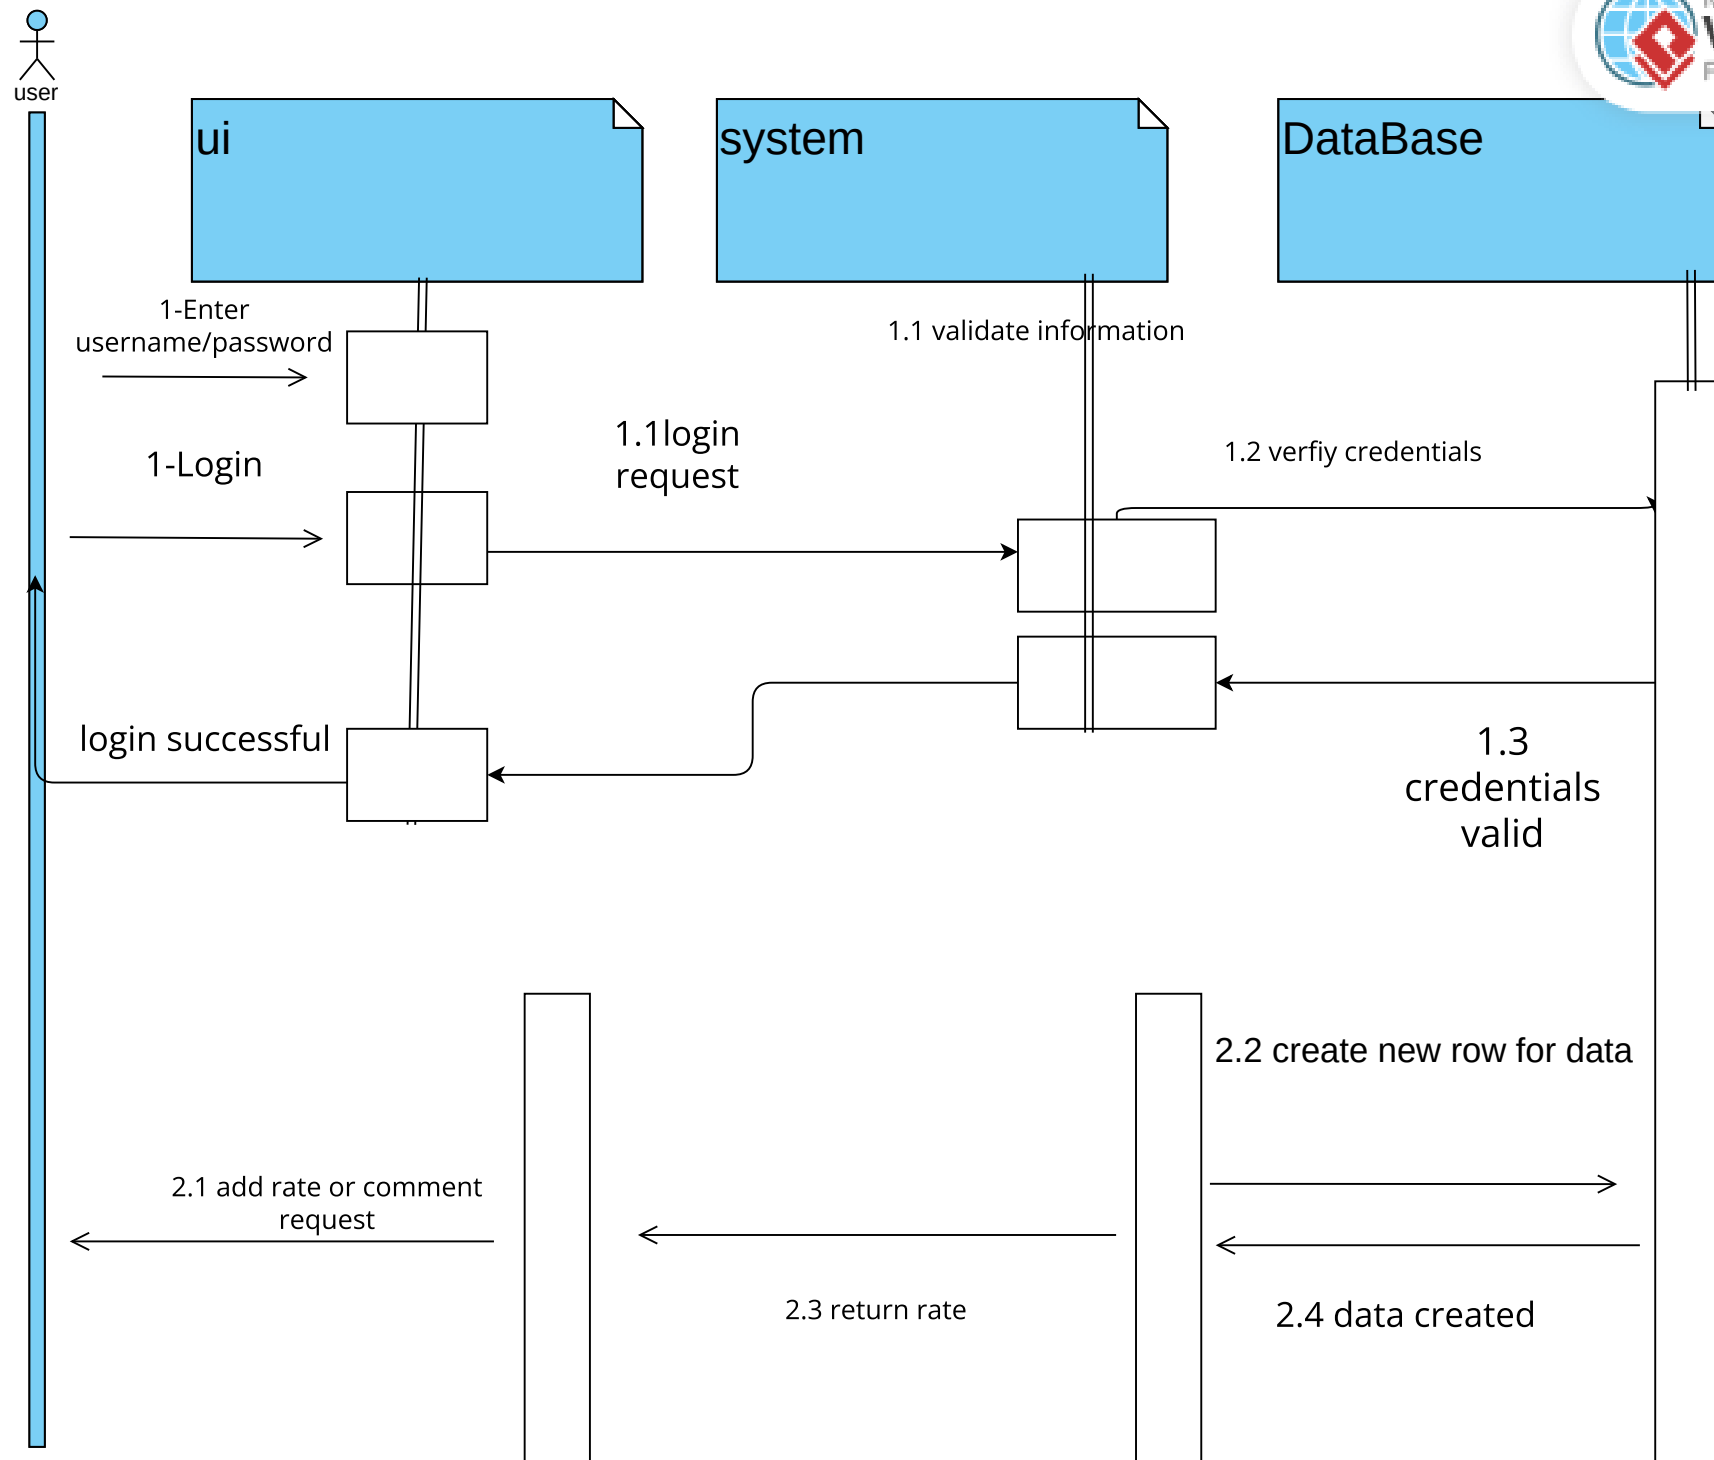 user
ui
system
DataBase
1-Enter
username/password
1.1 validate information
1.1login
request
1-Login
1.2 verfiy credentials
login successful
1.3
credentials
valid
2.2 create new row for data
2.1 add rate or comment
request
2.3 return rate
2.4 data created